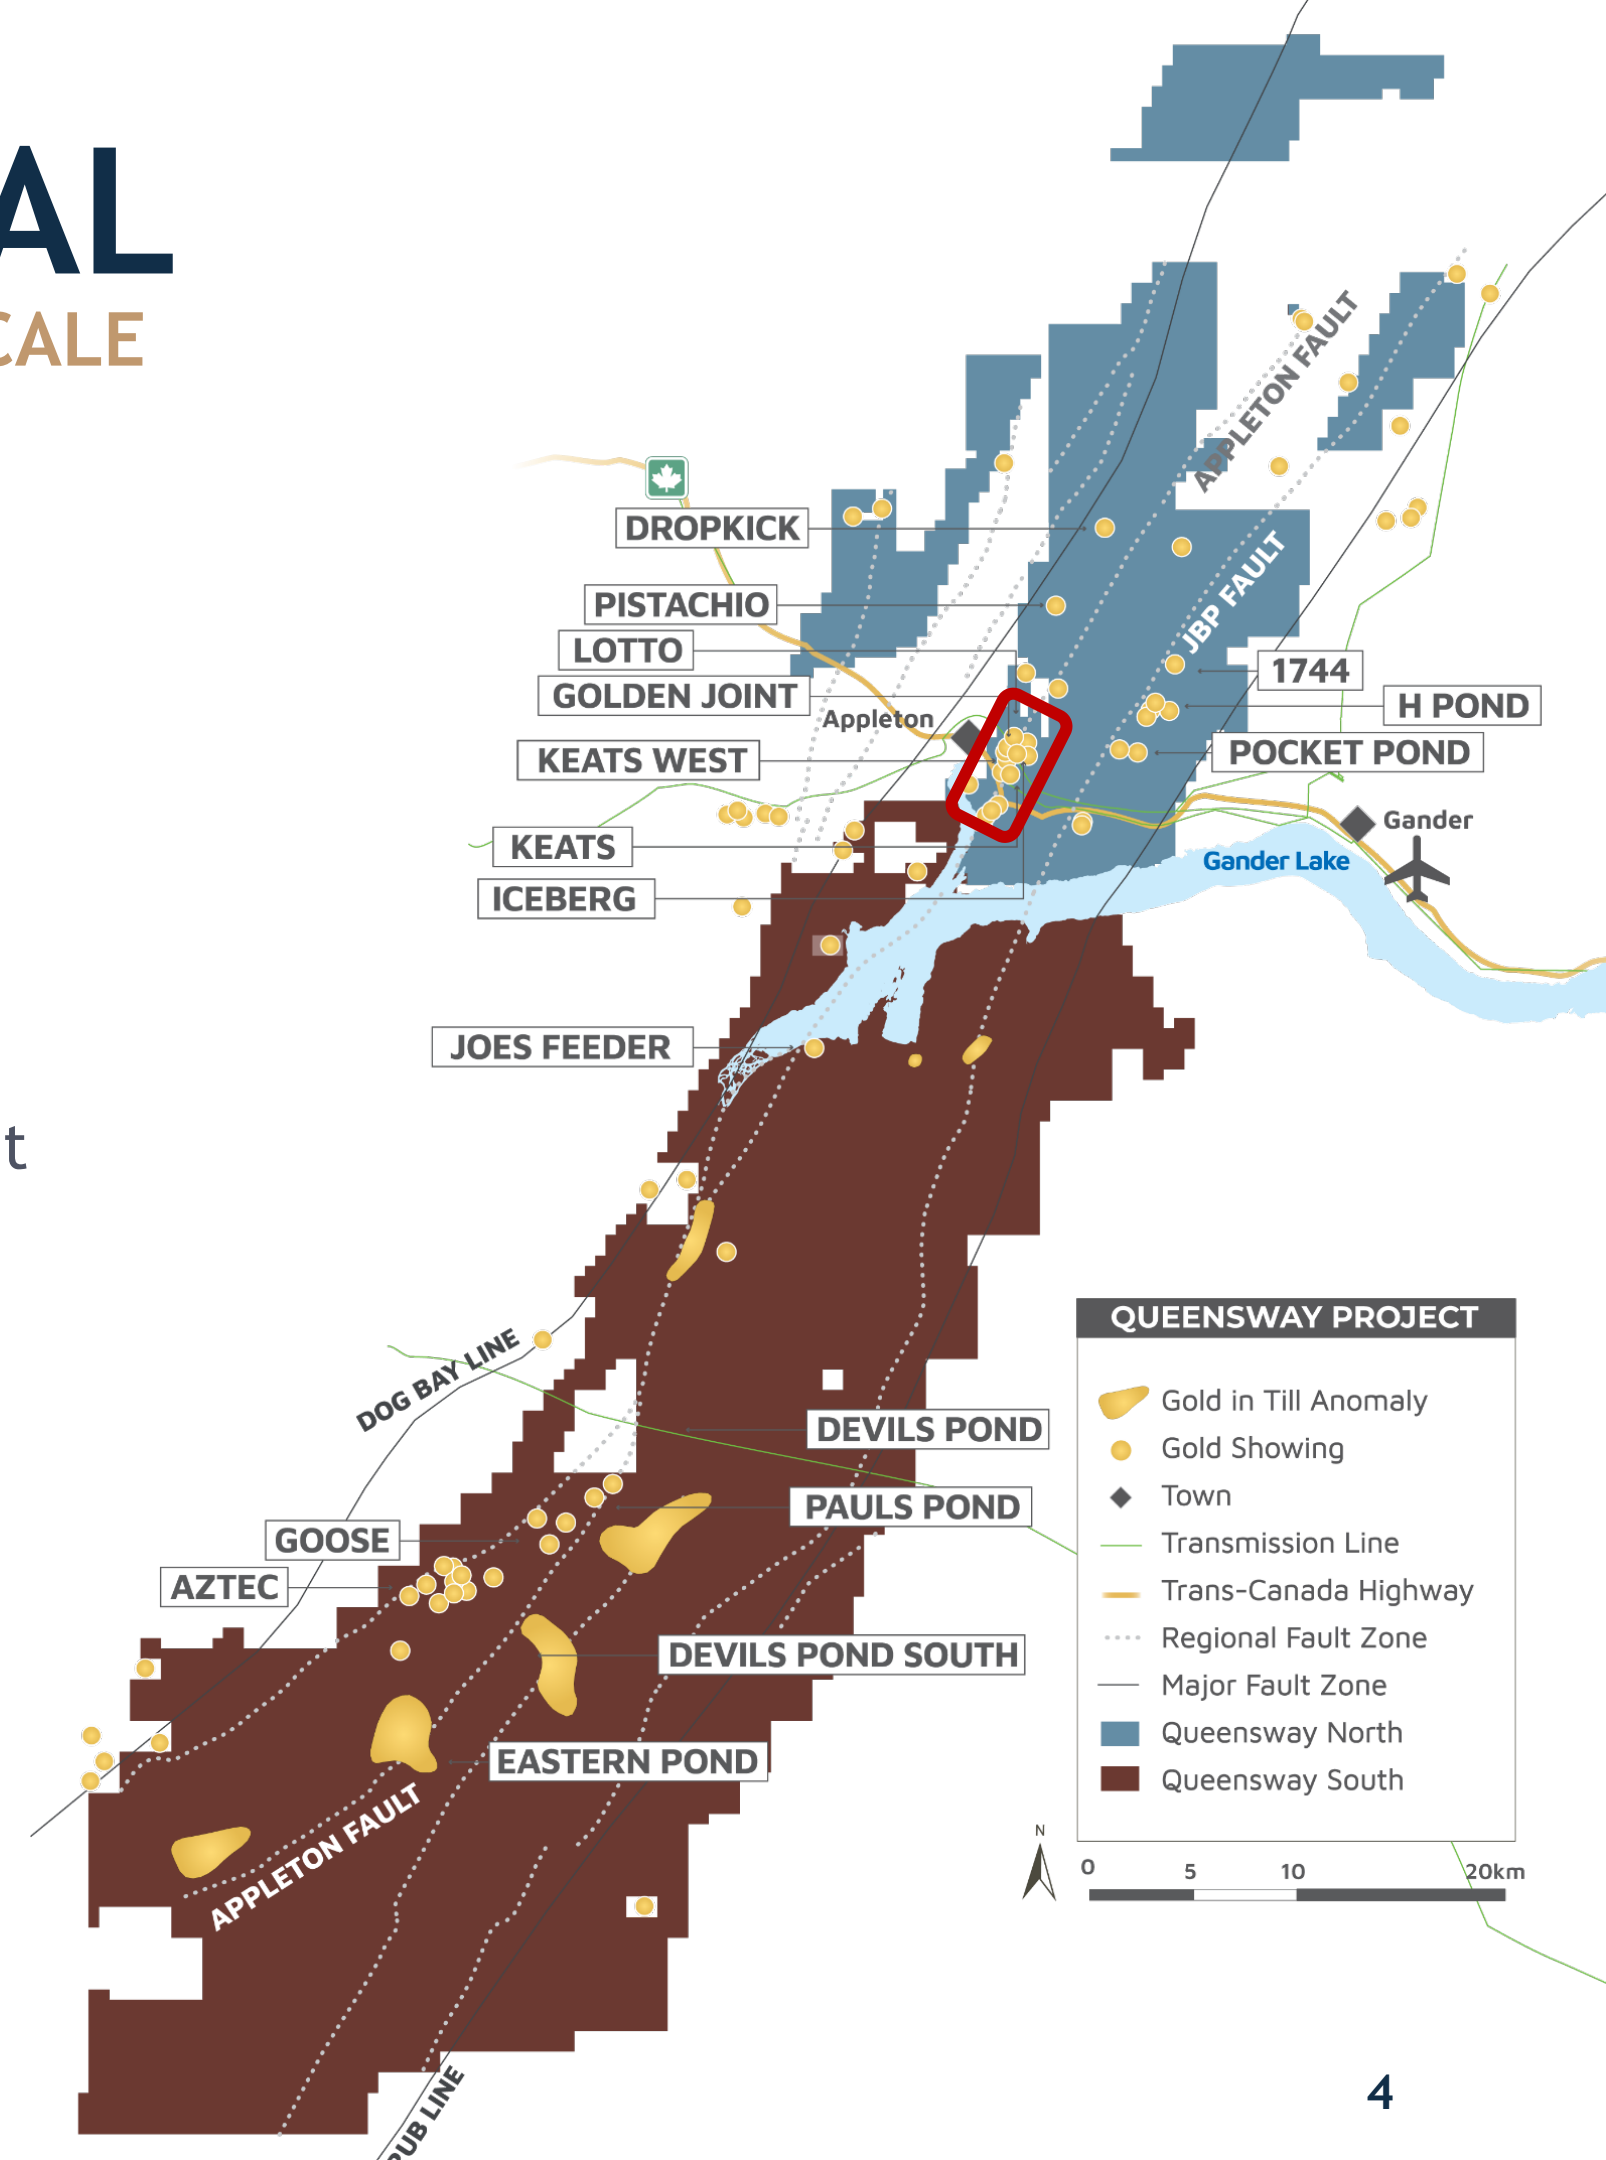 AL
CALE
t
APPLETON FAULT
DROPKICK
JBP FAULT
PISTACHIO
LOTTO
1744
GOLDEN JOINT
H POND
Appleton
KEATS WEST
POCKET POND
Gander
KEATS
Gander Lake
ICEBERG
JOES FEEDER
DOG BAY LINE
DEVILS POND
PAULS POND
GOOSE
AZTEC
DEVILS POND SOUTH
EASTERN POND
APPLETON FAULT
PUB LINE
QUEENSWAY PROJECT
Gold in Till Anomaly
Gold Showing
Town
Transmission Line
Trans-Canada Highway
Regional Fault Zone
Major Fault Zone
Queensway North
Queensway South
N
0 5 10 20km
4